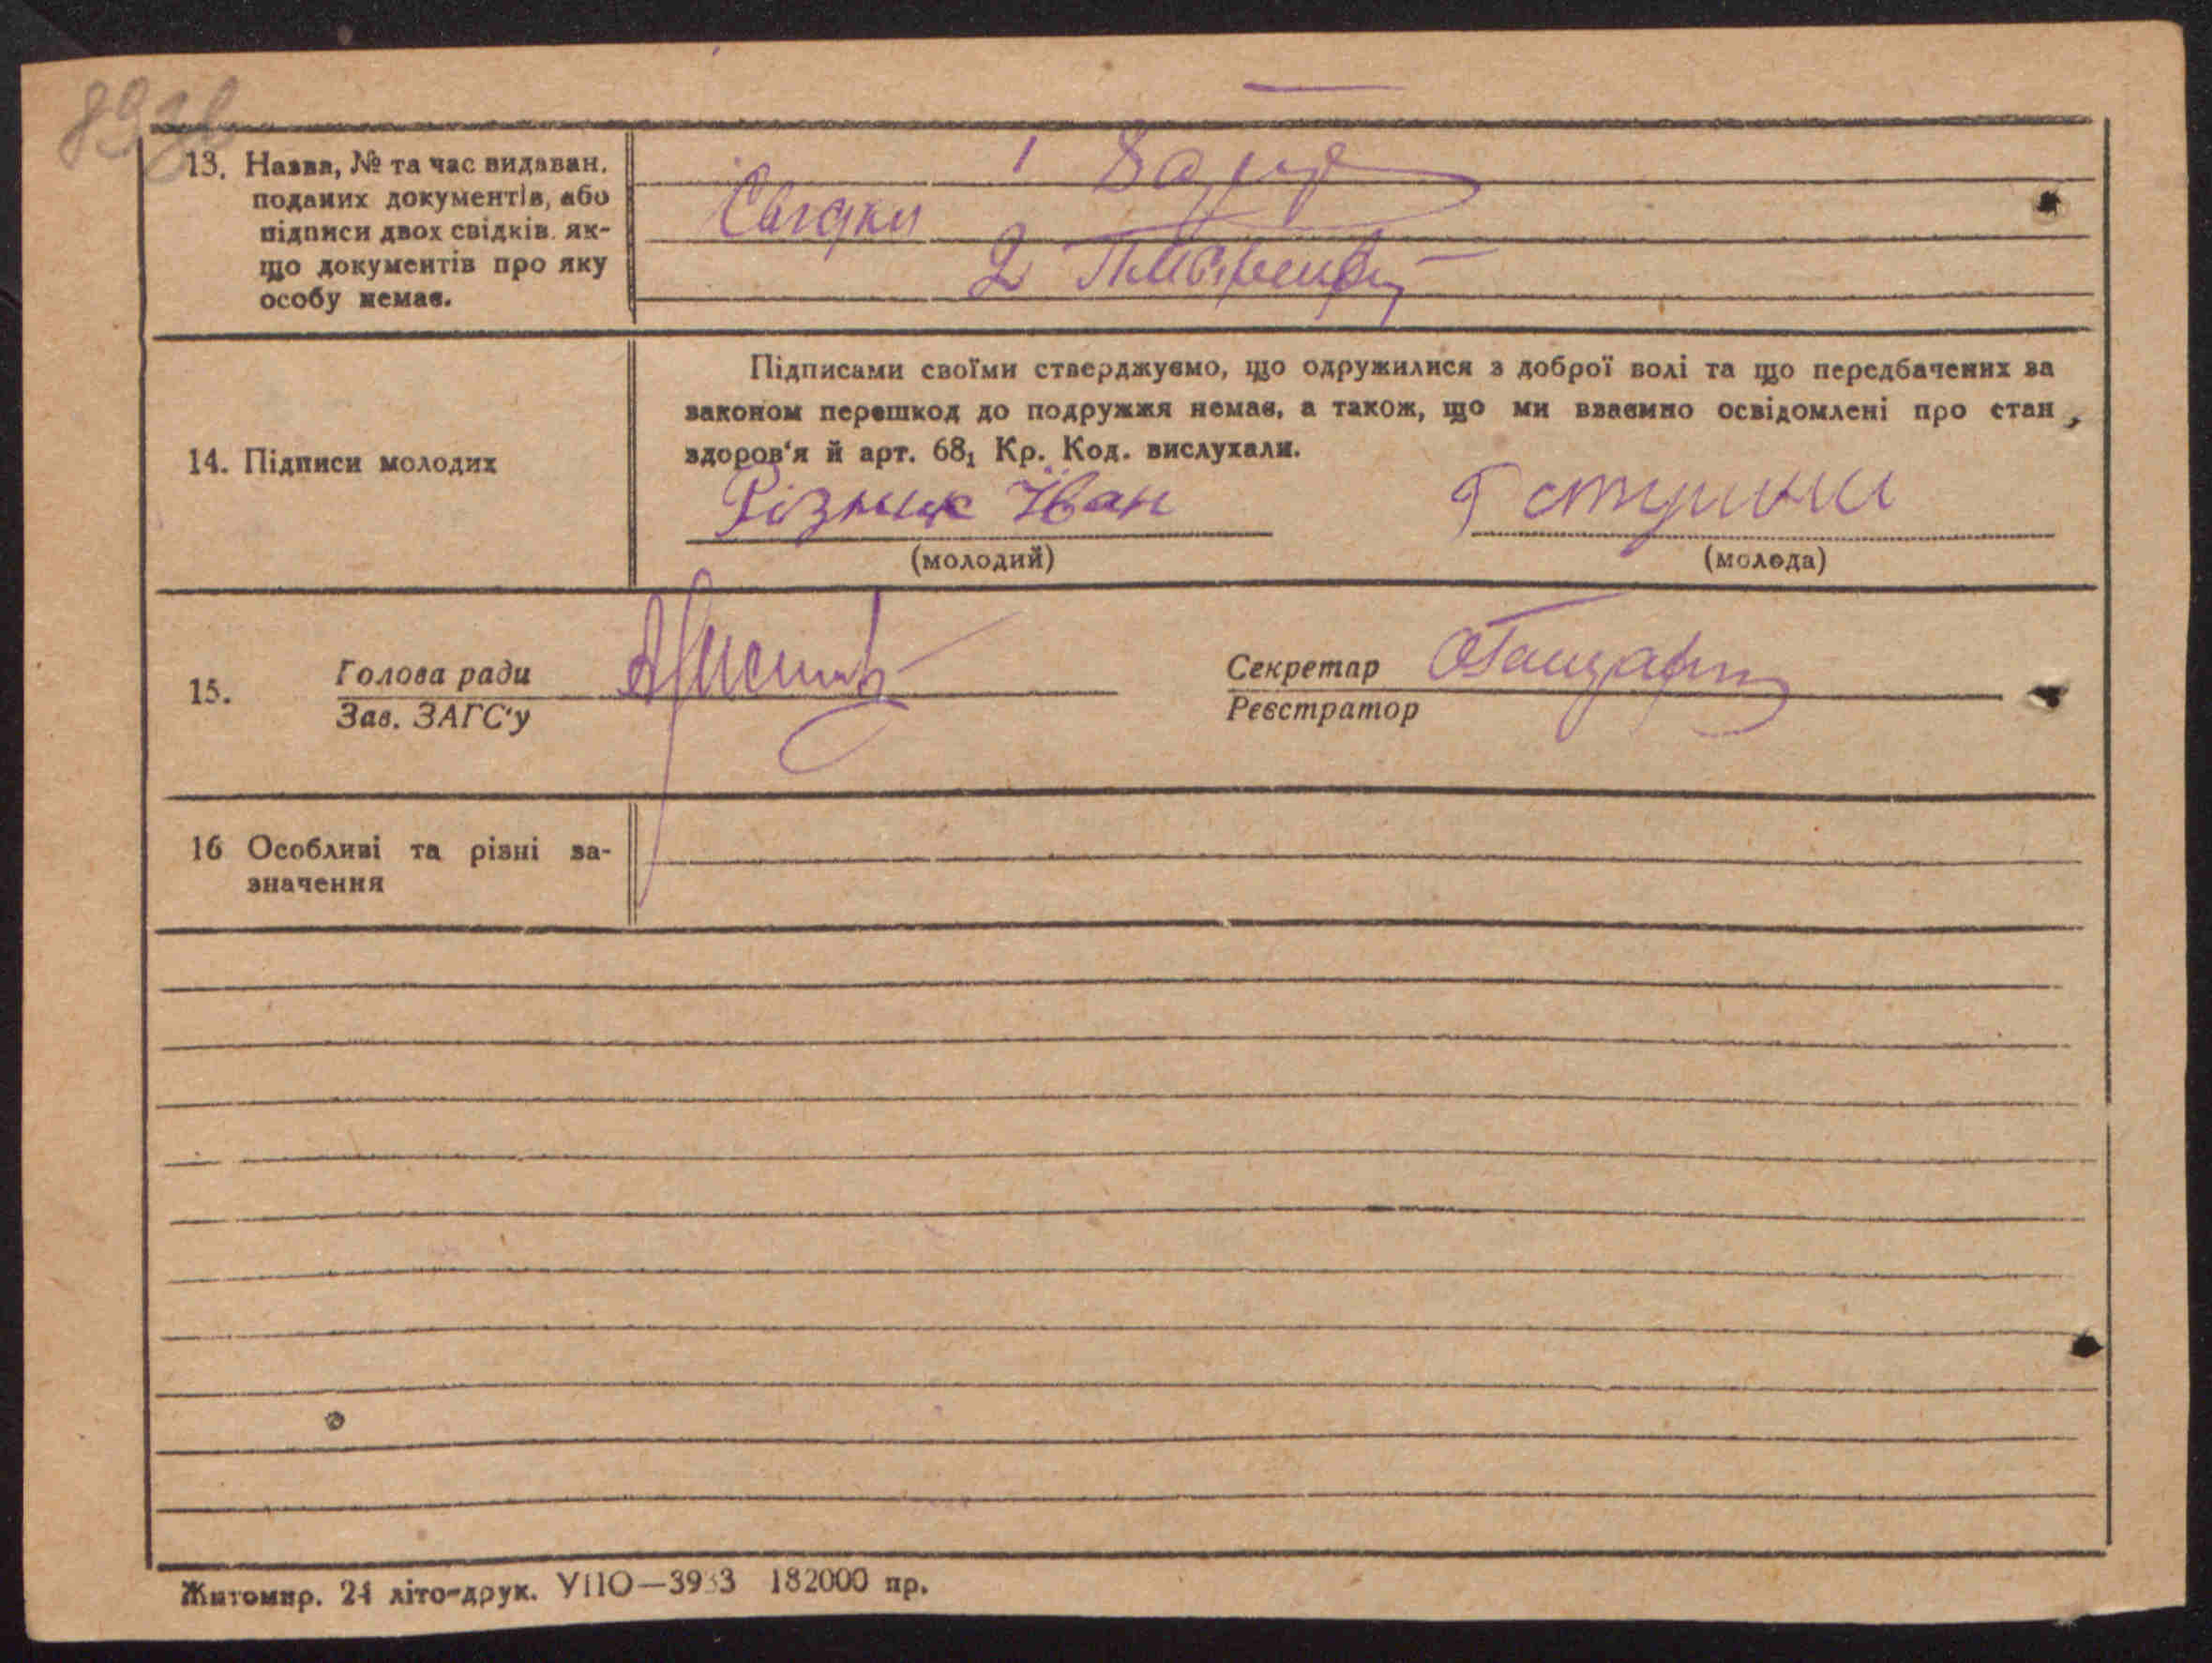 13. Назва, № та час видаван.
поданих документів, або
підписи двох свідків. як-
що документів про яку
особу немає.
1
Свідки
2
Підписами своїми стверджуємо, що одружилися з доброї волі та що передбачених за
законом перешкод до подружжя немає, а також, що ми взаємно освідомлені про стан
здоров'я й арт. 68₁ Кр. Код. вислухали.
14. Підписи молодих
Різник Іван
(молодий)
(молода)
15.
Голова ради
Зав. ЗАГС'у
Секретар
Реєстратор
16 Особливі та різні за-
значення
Житомир. 24 літо-друк. УПО—3933 182000 пр.